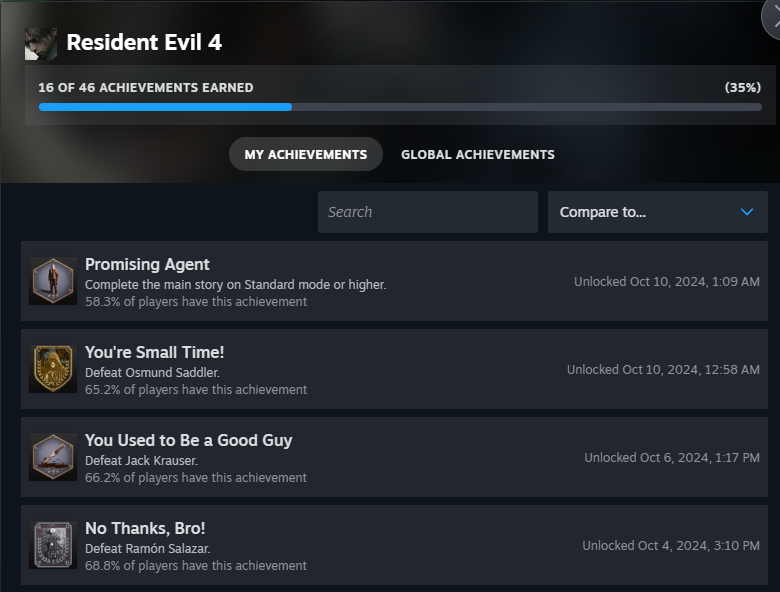 Resident Evil 4
16 OF 46 ACHIEVEMENTS EARNED (35%)
MY ACHIEVEMENTS GLOBAL ACHIEVEMENTS
Search Compare to...
Promising Agent
Complete the main story on Standard mode or higher.
58.3% of players have this achievement
Unlocked Oct 10, 2024, 1:09 AM
You're Small Time!
Defeat Osmund Saddler.
65.2% of players have this achievement
Unlocked Oct 10, 2024, 12:58 AM
You Used to Be a Good Guy
Defeat Jack Krauser.
66.2% of players have this achievement
Unlocked Oct 6, 2024, 1:17 PM
No Thanks, Bro!
Defeat Ramón Salazar.
68.8% of players have this achievement
Unlocked Oct 4, 2024, 3:10 PM